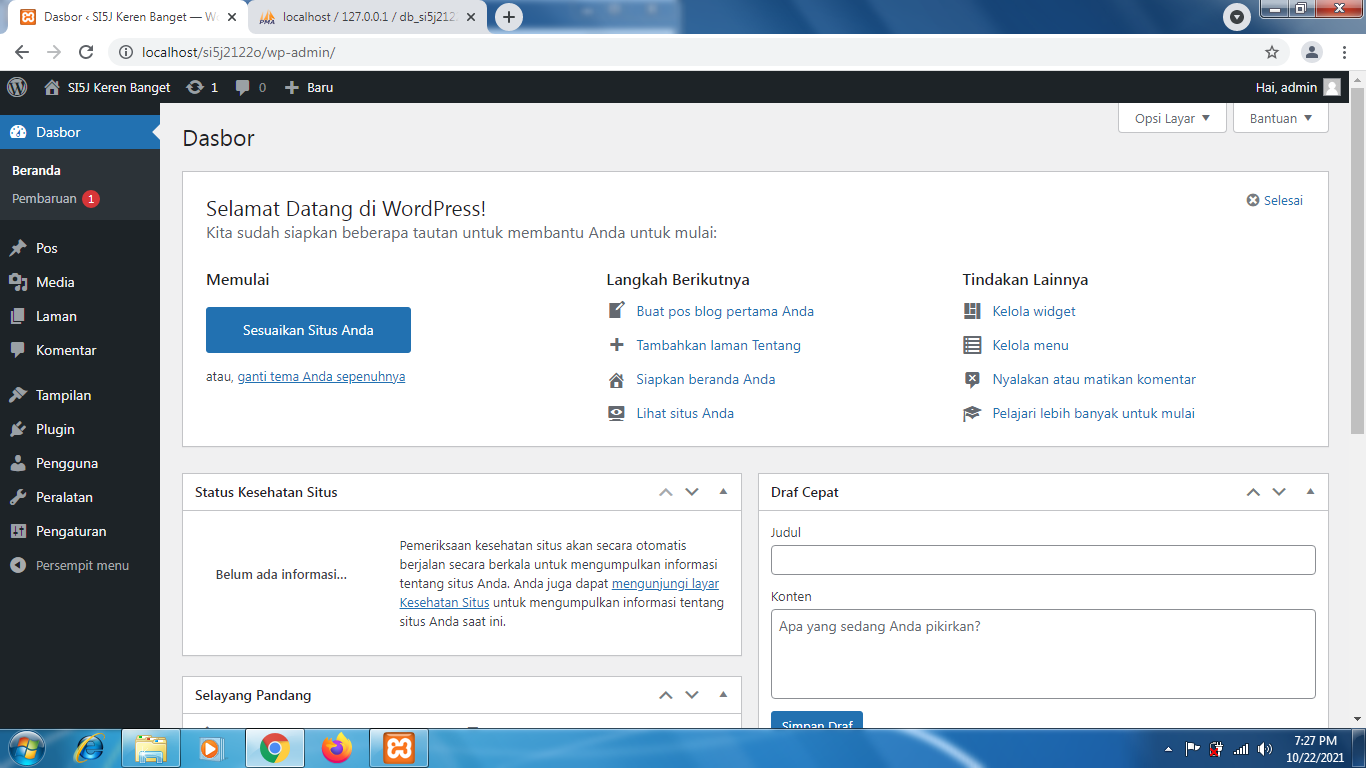 Dasbor ‹ SI5J Keren Banget — W
localhost / 127.0.0.1 / db_si5j212
localhost/si5j2122o/wp-admin/
SI5J Keren Banget
1
0
Baru
Hai, admin
Dasbor
Beranda
Pembaruan 1
Pos
Media
Laman
Komentar
Tampilan
Plugin
Pengguna
Peralatan
Pengaturan
Persempit menu
Opsi Layar
Bantuan
Dasbor
Selamat Datang di WordPress!
Kita sudah siapkan beberapa tautan untuk membantu Anda untuk mulai:
Selesai
Memulai
Sesuaikan Situs Anda
atau, ganti tema Anda sepenuhnya
Langkah Berikutnya
Buat pos blog pertama Anda
Tambahkan laman Tentang
Siapkan beranda Anda
Lihat situs Anda
Tindakan Lainnya
Kelola widget
Kelola menu
Nyalakan atau matikan komentar
Pelajari lebih banyak untuk mulai
Status Kesehatan Situs
Belum ada informasi...
Pemeriksaan kesehatan situs akan secara otomatis
berjalan secara berkala untuk mengumpulkan informasi
tentang situs Anda. Anda juga dapat mengunjungi layar
Kesehatan Situs untuk mengumpulkan informasi tentang
situs Anda saat ini.
Selayang Pandang
Draf Cepat
Judul
Konten
Apa yang sedang Anda pikirkan?
Simpan Draf
7:27 PM
10/22/2021